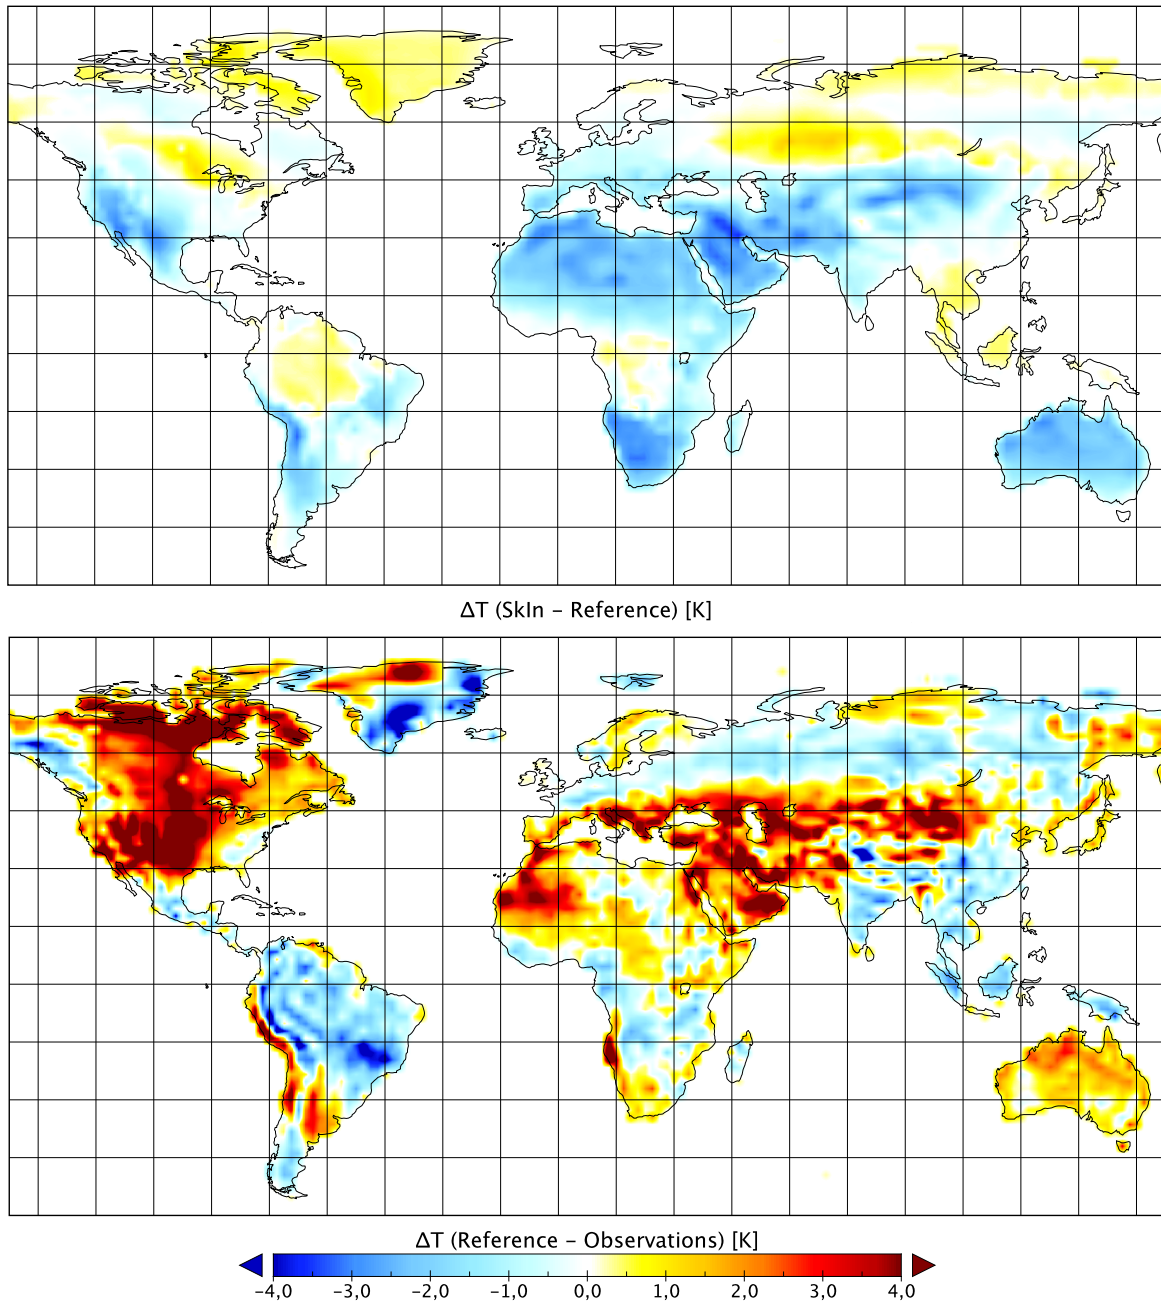 ΔT (SkIn – Reference) [K]
ΔT (Reference – Observations) [K]
−4,0 −3,0 −2,0 −1,0 0,0 1,0 2,0 3,0 4,0